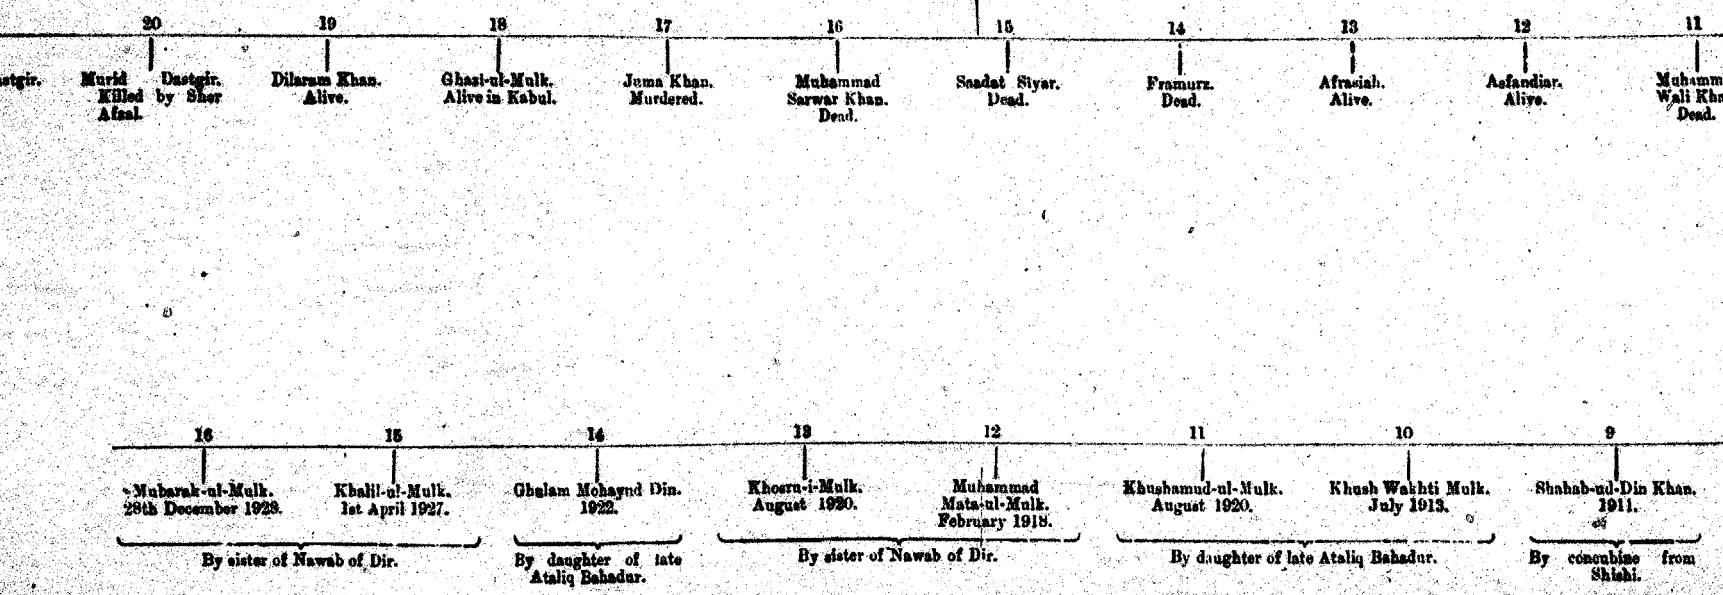 20 19 18 17 16 15 14 13 12 11
Murid Dastgir. Dilaram Khan. Ghazi-ul-Mulk. Juma Khan. Muhammad Saadat Siyar. Framurz. Afrasiab. Asfandiar.
Killed by Sher Alive. Alive in Kabul. Murdered. Sarwar Khan. Dead. Dead. Alive. Alive. Wali
Afzal. Dead. Dead.
16 15 14 13 12 11 10 9
Mubarak-ul-Mulk. Khalil-ul-Mulk. Ghulam Mohaynd Din. Khosru-i-Mulk. Muhammad Khushamud-ul-Mulk. Khush Wakhti Mulk. Shahab-ud-Din Khan.
28th December 1928. 1st April 1927. 1922. August 1920. Mata-ul-Mulk. August 1920. July 1913. 1911.
February 1918.
By sister of Nawab of Dir. By daughter of late By sister of Nawab of Dir. By daughter of late Ataliq Bahadur. By concubine from
Ataliq Bahadur. Shishi.